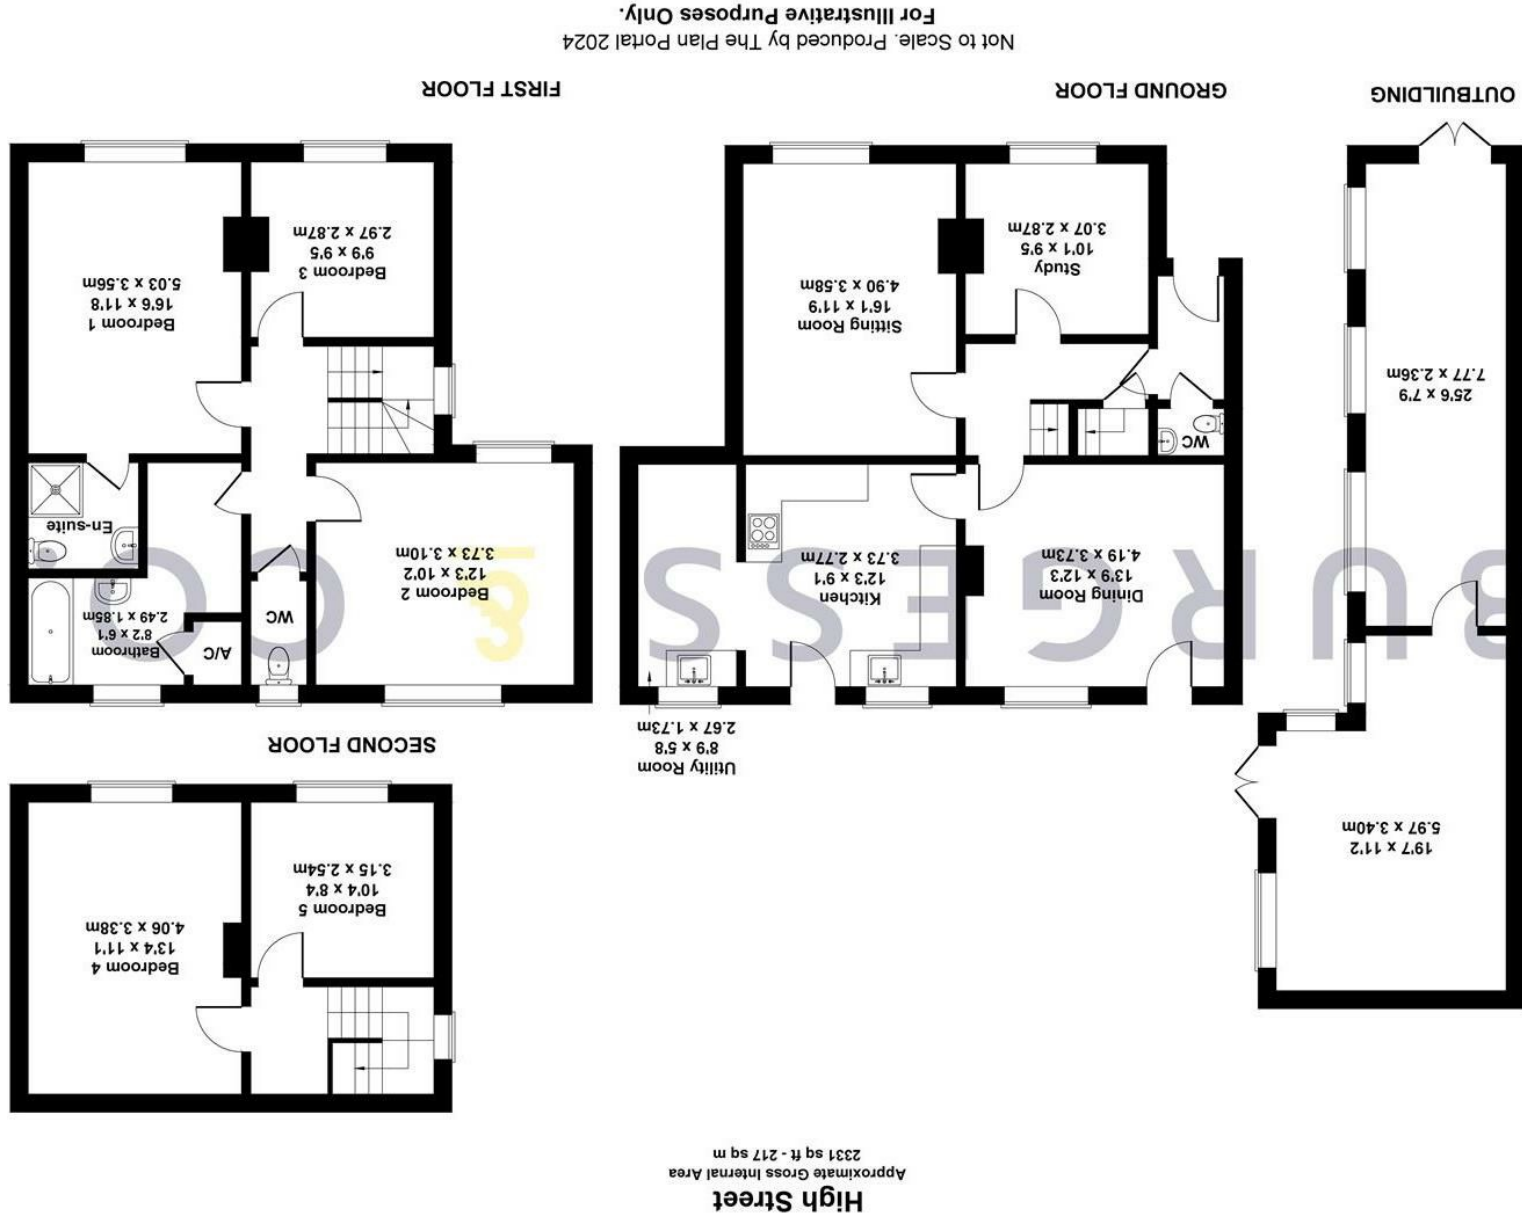 High Street
Approximate Gross Internal Area
2331 sq ft - 217 sq m
19'7 x 11'2
5.97 x 3.40m
25'6 x 7'9
7.77 x 2.36m
OUTBUILDING
Utility Room
8'9 x 5'8
2.67 x 1.73m
Dining Room
13'9 x 12'3
4.19 x 3.73m
Kitchen
12'3 x 9'1
3.73 x 2.77m
WC
Study
10'1 x 9'5
3.07 x 2.87m
Sitting Room
16'1 x 11'9
4.90 x 3.58m
GROUND FLOOR
Bedroom 4
13'4 x 11'1
4.06 x 3.38m
Bedroom 5
10'4 x 8'4
3.15 x 2.54m
SECOND FLOOR
Bedroom 2
12'3 x 10'2
3.73 x 3.10m
WC
A/C
Bathroom
8'2 x 6'1
2.49 x 1.85m
En-suite
Bedroom 3
9'9 x 9'5
2.97 x 2.87m
Bedroom 1
16'6 x 11'8
5.03 x 3.56m
FIRST FLOOR
BURGESS & CO
Not to Scale. Produced by The Plan Portal 2024
For Illustrative Purposes Only.